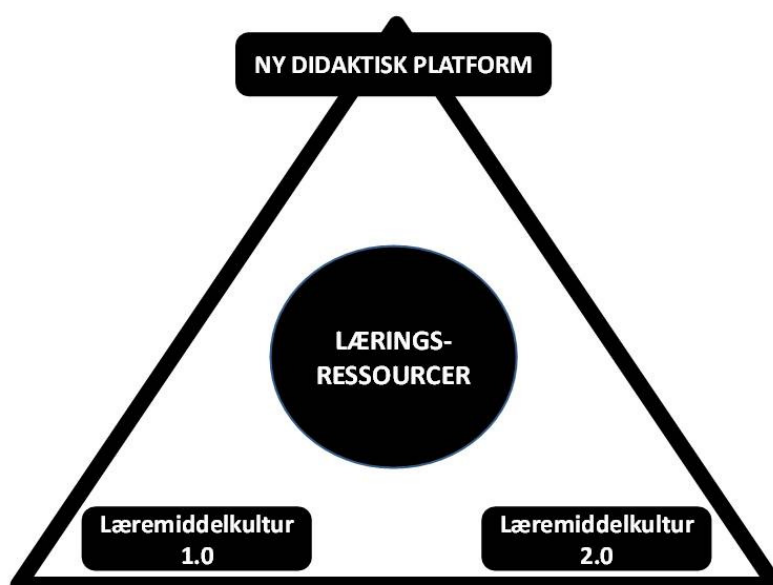 NY DIDAKTISK PLATFORM
LÆRINGS-
RESSOURCER
Læremiddelkultur
1.0
Læremiddelkultur
2.0